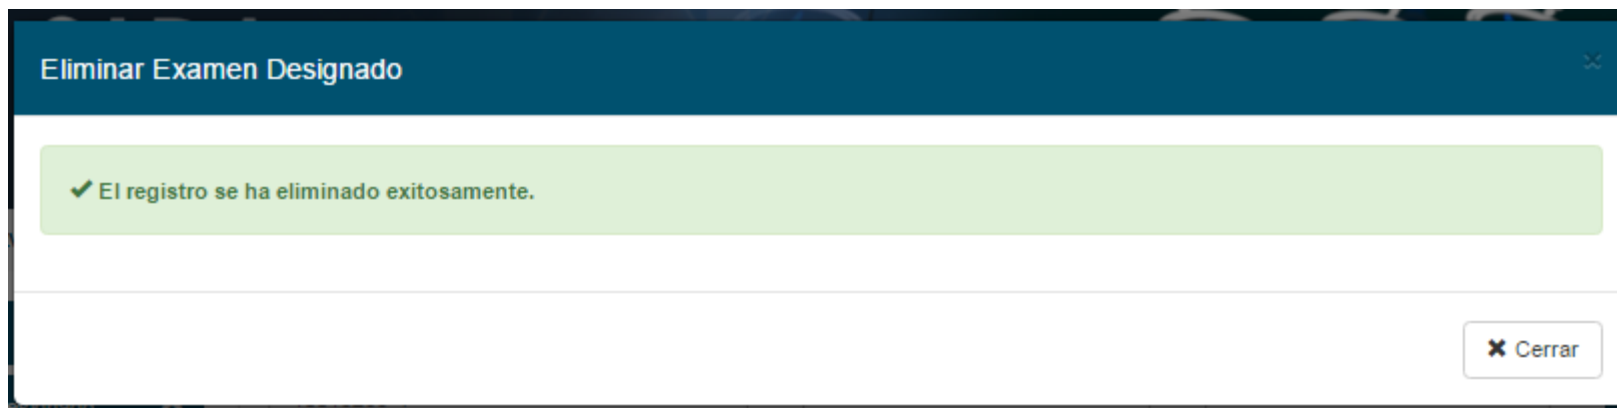 Eliminar Examen Designado
×
✔ El registro se ha eliminado exitosamente.
✖ Cerrar